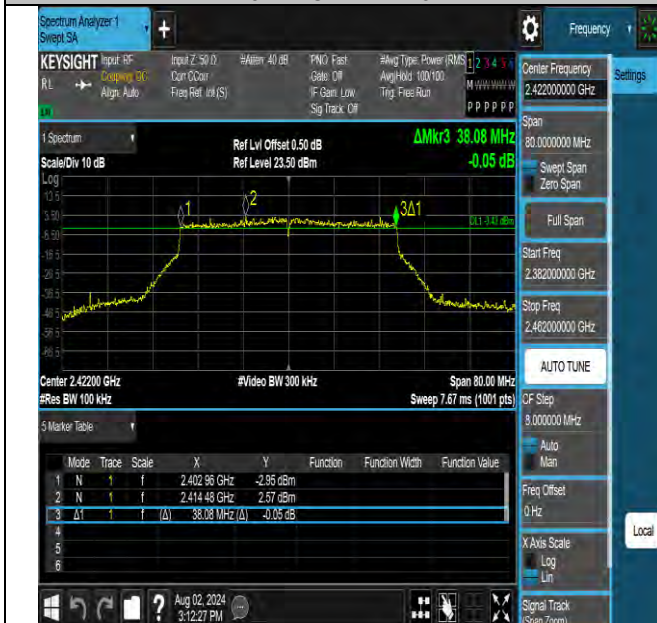 Spectrum Analyzer 1
Swept SA
+
Frequency
KEYSIGHT Input: RF Input Z: 50 Ω #Atten: 40 dB PNO: Fast #Avg Type: Power (RMS 1 2 3 4 5 6
RL Coupling: DC Corr CCorr Gate: Off Avg|Hold: 100/100
Align: Auto Freq Ref: Int (S) IF Gain: Low Trig: Free Run
Sig Track: Off P P P P P P
Center Frequency
2.422000000 GHz
Settings
Span
80.0000000 MHz
Swept Span
Zero Span
Full Span
Start Freq
2.382000000 GHz
Stop Freq
2.462000000 GHz
AUTO TUNE
CF Step
8.000000 MHz
Auto
Man
Freq Offset
0 Hz
X Axis Scale
Log
Lin
Signal Track
(Span Zoom)
Local
1 Spectrum
Scale/Div 10 dB
Ref Lvl Offset 0.50 dB
Ref Level 23.50 dBm
ΔMkr3 38.08 MHz
-0.05 dB
Log
13.5
3.50
-6.50
-16.5
-26.5
-36.5
-46.5
-56.5
-66.5
1
2
3Δ1
DL1 -3.43 dBm
Center 2.42200 GHz #Video BW 300 kHz Span 80.00 MHz
#Res BW 100 kHz Sweep 7.67 ms (1001 pts)
5 Marker Table
Mode Trace Scale X Y Function Function Width Function Value
1 N 1 f 2.402 96 GHz -2.95 dBm
2 N 1 f 2.414 48 GHz 2.57 dBm
3 Δ1 1 f (Δ) 38.08 MHz (Δ) -0.05 dB
4
5
6
? Aug 02, 2024
3:12:27 PM